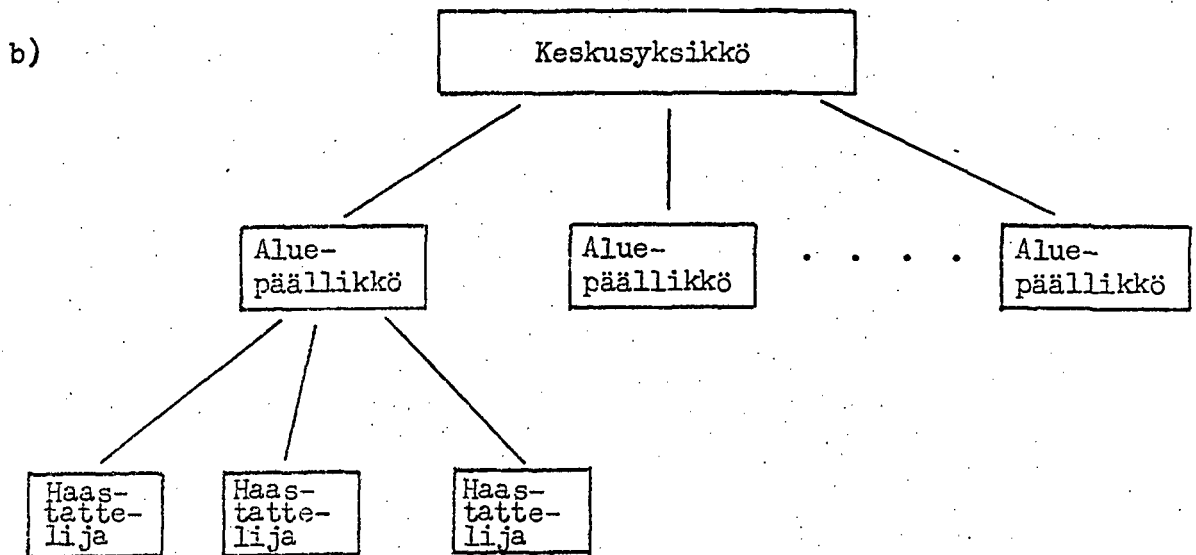 b)
Keskusyksikkö
Alue-
päällikkö
Alue-
päällikkö
. . . .
Alue-
päällikkö
Haas-
tatte-
lija
Haas-
tatte-
lija
Haas-
tatte-
lija